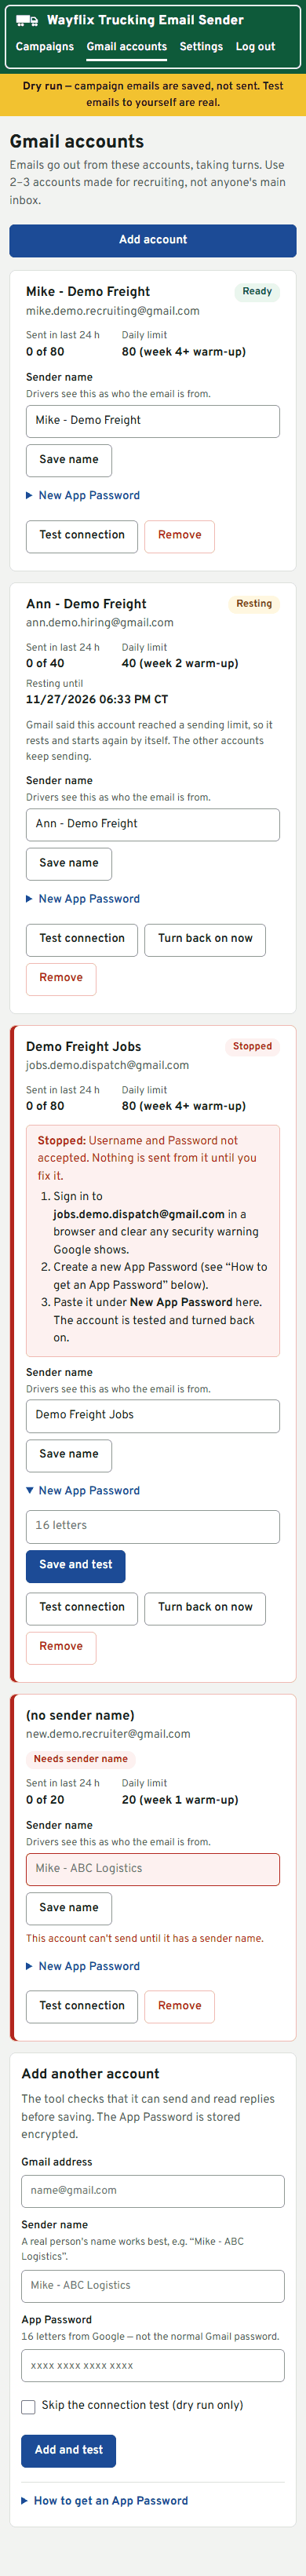 Wayflix Trucking Email Sender
Campaigns Gmail accounts Settings Log out
Dry run — campaign emails are saved, not sent. Test
emails to yourself are real.
Gmail accounts
Emails go out from these accounts, taking turns. Use
2–3 accounts made for recruiting, not anyone's main
inbox.
Add account
Mike - Demo Freight Ready
mike.demo.recruiting@gmail.com
Sent in last 24 h Daily limit
0 of 80 80 (week 4+ warm-up)
Sender name
Drivers see this as who the email is from.
Mike - Demo Freight
Save name
New App Password
Test connection Remove
Ann - Demo Freight Resting
ann.demo.hiring@gmail.com
Sent in last 24 h Daily limit
0 of 40 40 (week 2 warm-up)
Resting until
11/27/2026 06:33 PM CT
Gmail said this account reached a sending limit, so it
rests and starts again by itself. The other accounts
keep sending.
Sender name
Drivers see this as who the email is from.
Ann - Demo Freight
Save name
New App Password
Test connection Turn back on now
Remove
Demo Freight Jobs Stopped
jobs.demo.dispatch@gmail.com
Sent in last 24 h Daily limit
0 of 80 80 (week 4+ warm-up)
Stopped: Username and Password not
accepted. Nothing is sent from it until you
fix it.
1. Sign in to
jobs.demo.dispatch@gmail.com in a
browser and clear any security warning
Google shows.
2. Create a new App Password (see “How to
get an App Password” below).
3. Paste it under New App Password here.
The account is tested and turned back
on.
Sender name
Drivers see this as who the email is from.
Demo Freight Jobs
Save name
New App Password
16 letters
Save and test
Test connection Turn back on now
Remove
(no sender name)
new.demo.recruiter@gmail.com
Needs sender name
Sent in last 24 h Daily limit
0 of 20 20 (week 1 warm-up)
Sender name
Drivers see this as who the email is from.
Mike - ABC Logistics
Save name
This account can't send until it has a sender name.
New App Password
Test connection Remove
Add another account
The tool checks that it can send and read replies
before saving. The App Password is stored
encrypted.
Gmail address
name@gmail.com
Sender name
A real person's name works best, e.g. “Mike - ABC
Logistics”.
Mike - ABC Logistics
App Password
16 letters from Google — not the normal Gmail password.
xxxx xxxx xxxx xxxx
Skip the connection test (dry run only)
Add and test
How to get an App Password